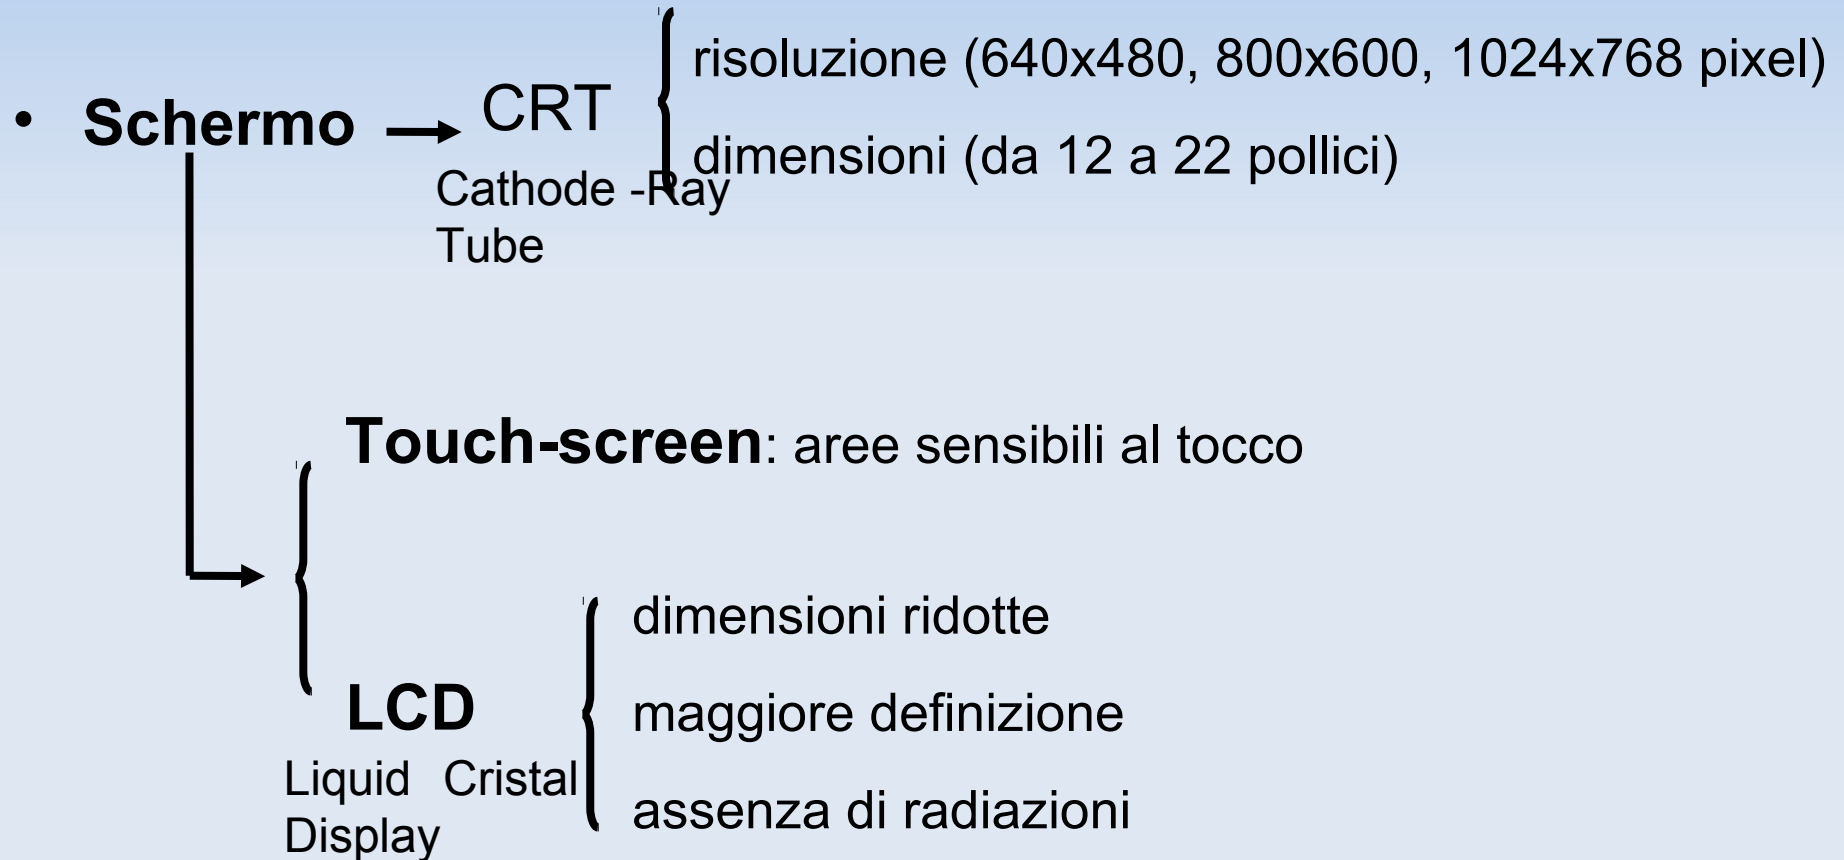 risoluzione (640x480, 800x600, 1024x768 pixel)
• Schermo
CRT
dimensioni (da 12 a 22 pollici)
Cathode -Ray
Tube
Touch-screen: aree sensibili al tocco
dimensioni ridotte
LCD
maggiore definizione
Liquid Cristal
Display
assenza di radiazioni